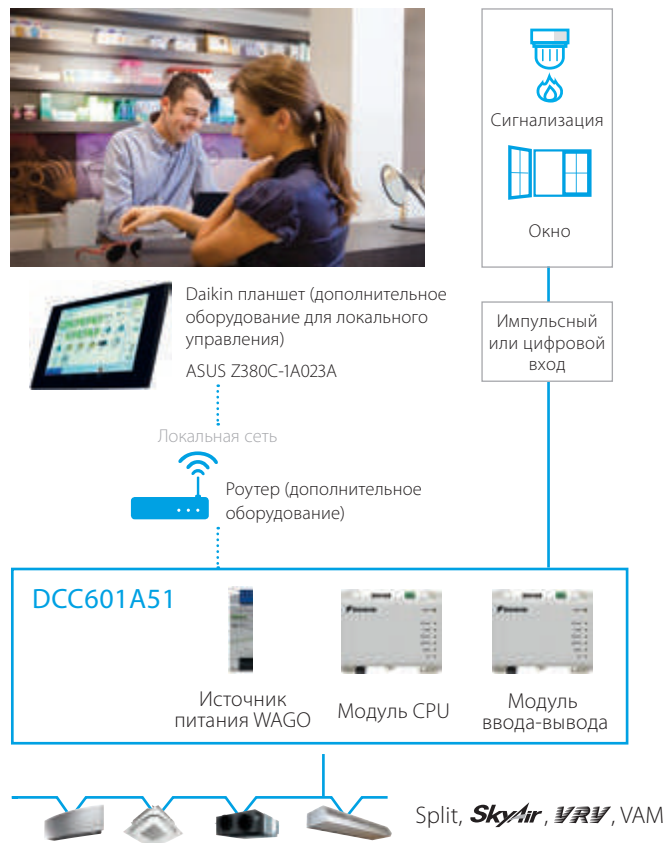 Сигнализация
Окно
Daikin планшет (дополнительное
оборудование для локального
управления)
ASUS Z380C-1A023A
Импульсный
или цифровой
вход
Локальная сеть
Роутер (дополнительное
оборудование)
DCC601A51
Источник
питания WAGO
Модуль CPU
Модуль
ввода-вывода
Split, SkyAir, VRV, VAM